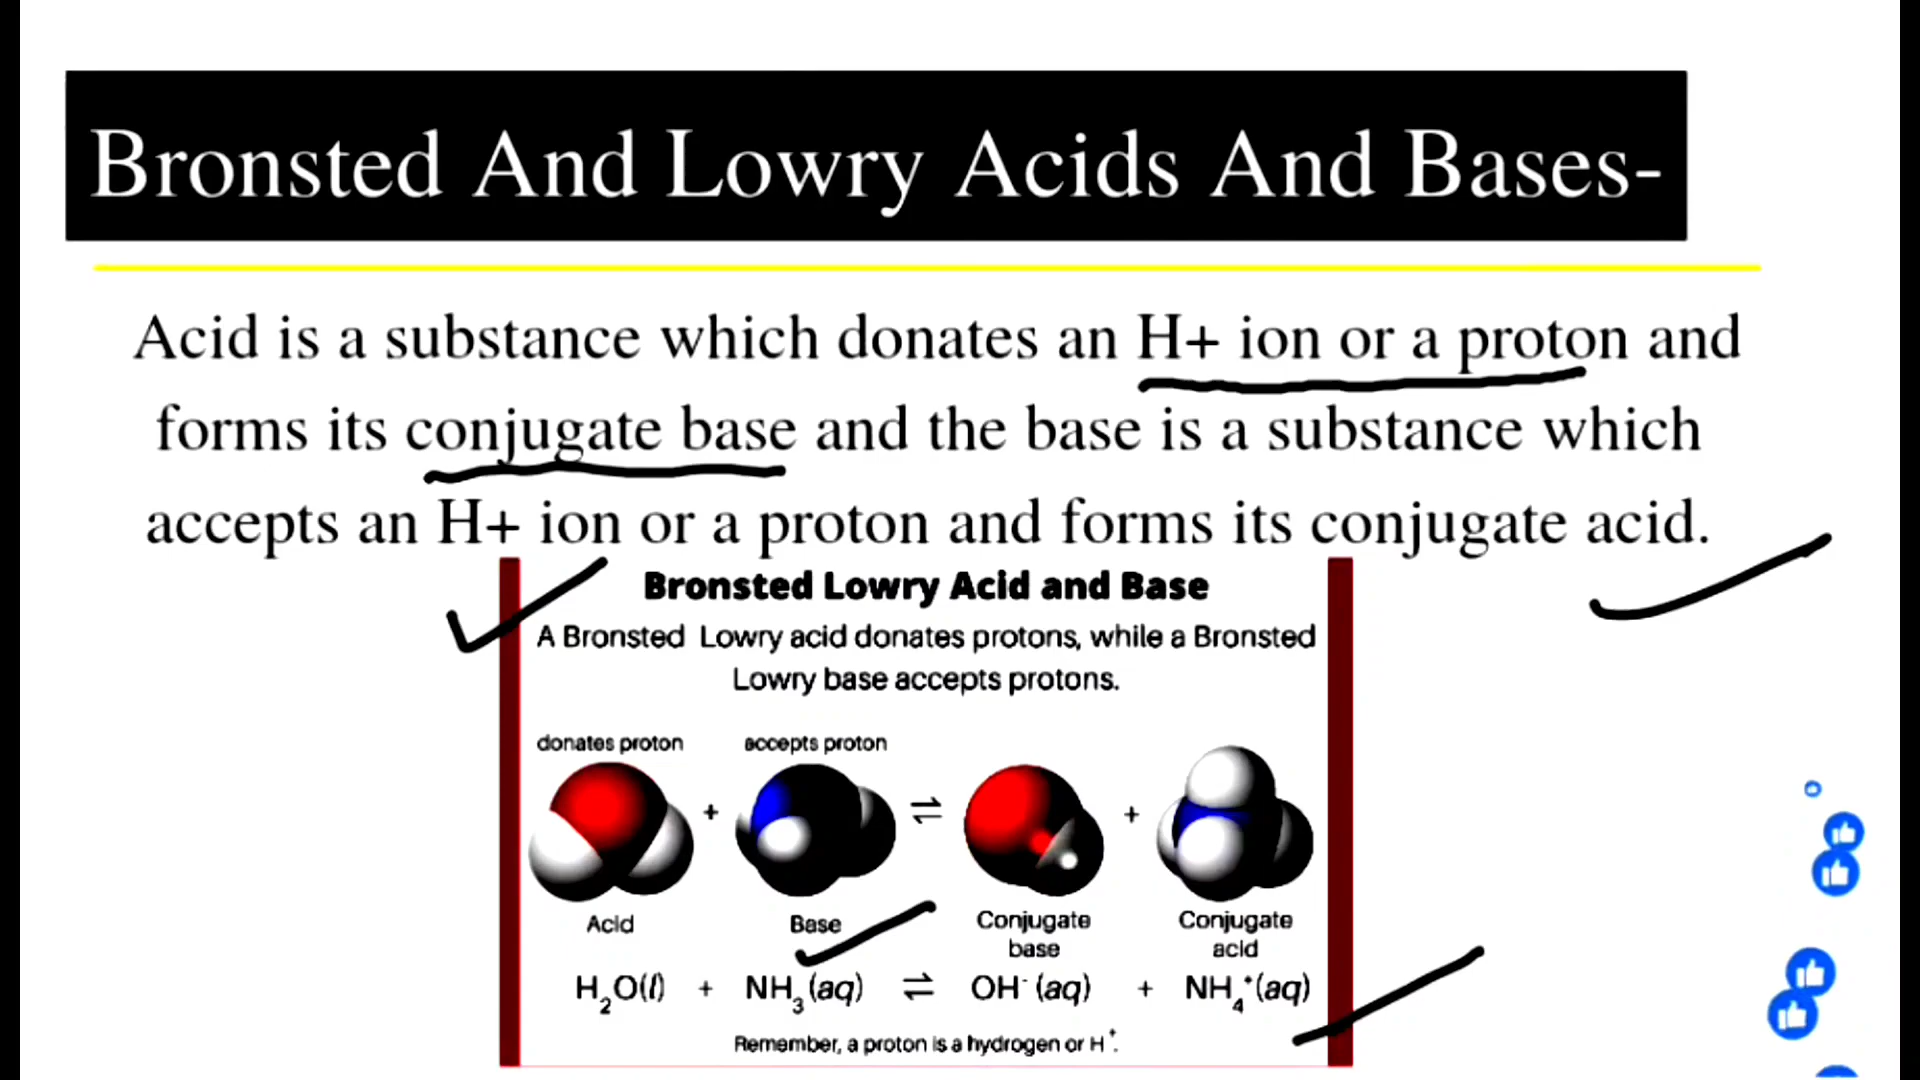 Bronsted And Lowry Acids And Bases-
Acid is a substance which donates an H+ ion or a proton and
forms its conjugate base and the base is a substance which
accepts an H+ ion or a proton and forms its conjugate acid.
Bronsted Lowry Acid and Base
A Bronsted Lowry acid donates protons, while a Bronsted
Lowry base accepts protons.
donates proton accepts proton
+ ⇌ +
Acid Base Conjugate base Conjugate acid
H₂O(l) + NH₃(aq) ⇌ OH⁻(aq) + NH₄⁺(aq)
Remember, a proton is a hydrogen or H⁺.